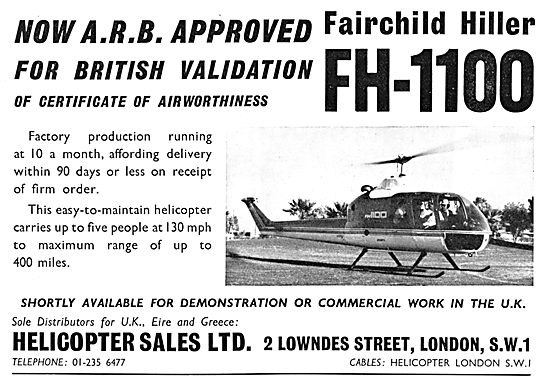 NOW A.R.B. APPROVED
FOR BRITISH VALIDATION
OF CERTIFICATE OF AIRWORTHINESS
Fairchild Hiller
FH-1100
Factory production running
at 10 a month, affording delivery
within 90 days or less on receipt
of firm order.
This easy-to-maintain helicopter
carries up to five people at 130 mph
to maximum range of up to
400 miles.
1100
SHORTLY AVAILABLE FOR DEMONSTRATION OR COMMERCIAL WORK IN THE U.K.
Sole Distributors for U.K., Eire and Greece:
HELICOPTER SALES LTD. 2 LOWNDES STREET, LONDON, S.W.1
TELEPHONE: 01-235 6477 CABLES: HELICOPTER LONDON S.W.1